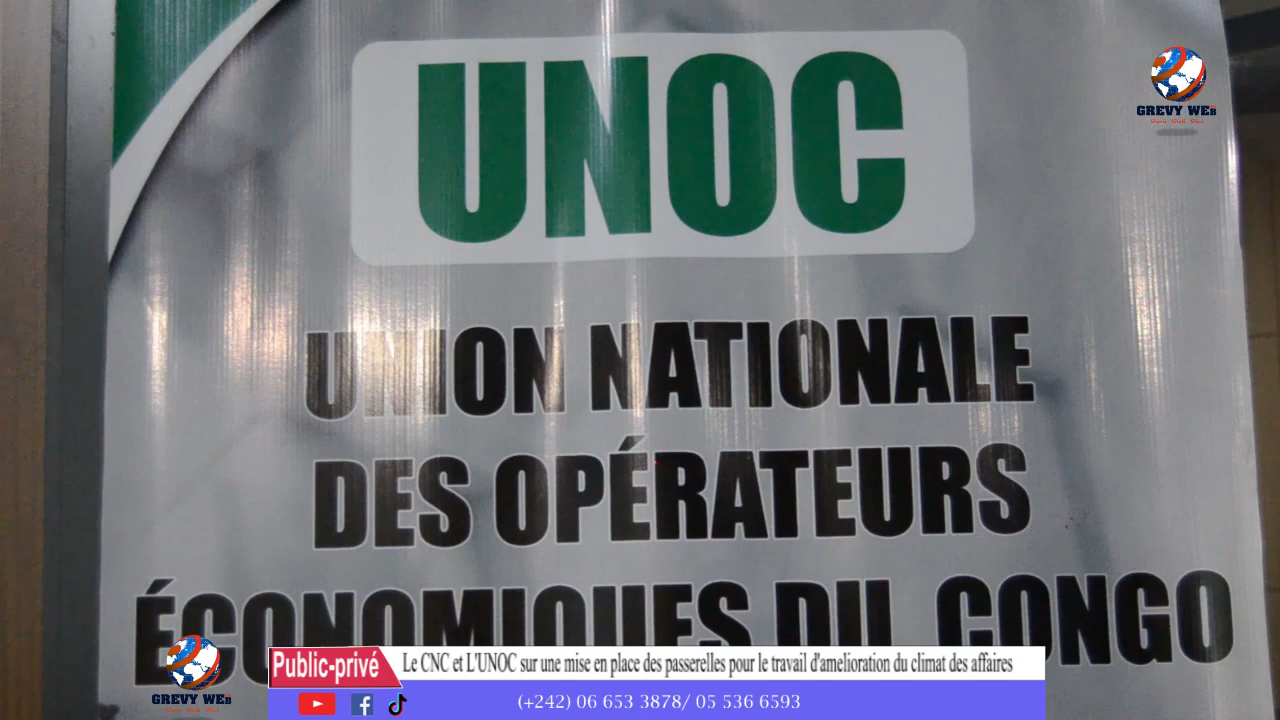 UNOC
GREVY WEB
UNION NATIONALE
DES OPÉRATEURS
ÉCONOMIQUES DU CONGO
GREVY WEB
Public-privé
Le CNC et L'UNOC sur une mise en place des passerelles pour le travail d'amelioration du climat des affaires
(+242) 06 653 3878/ 05 536 6593